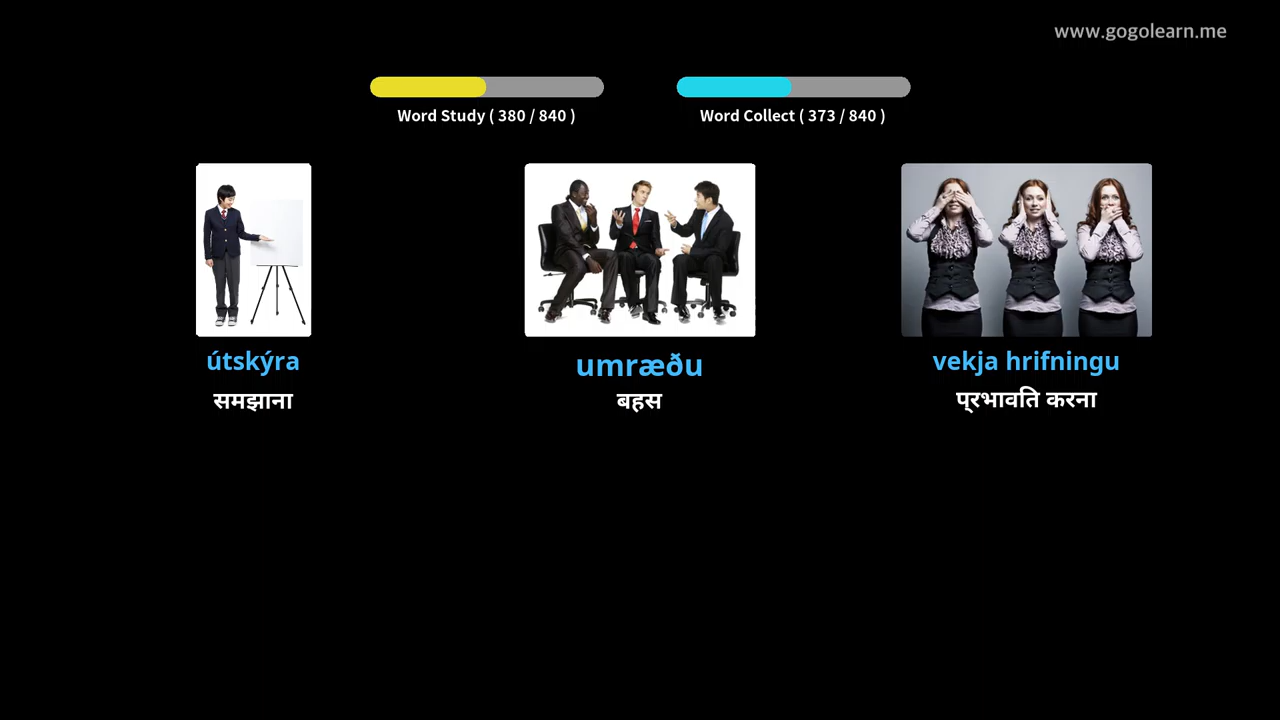 www.gogolearn.me
Word Study ( 380 / 840 )
Word Collect ( 373 / 840 )
útskýra
समझाना
umræðu
बहस
vekja hrifningu
प्रभावति करना